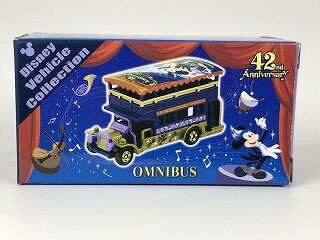 Disney
Vehicle
Collection
42nd
Anniversary
OMNIBUS